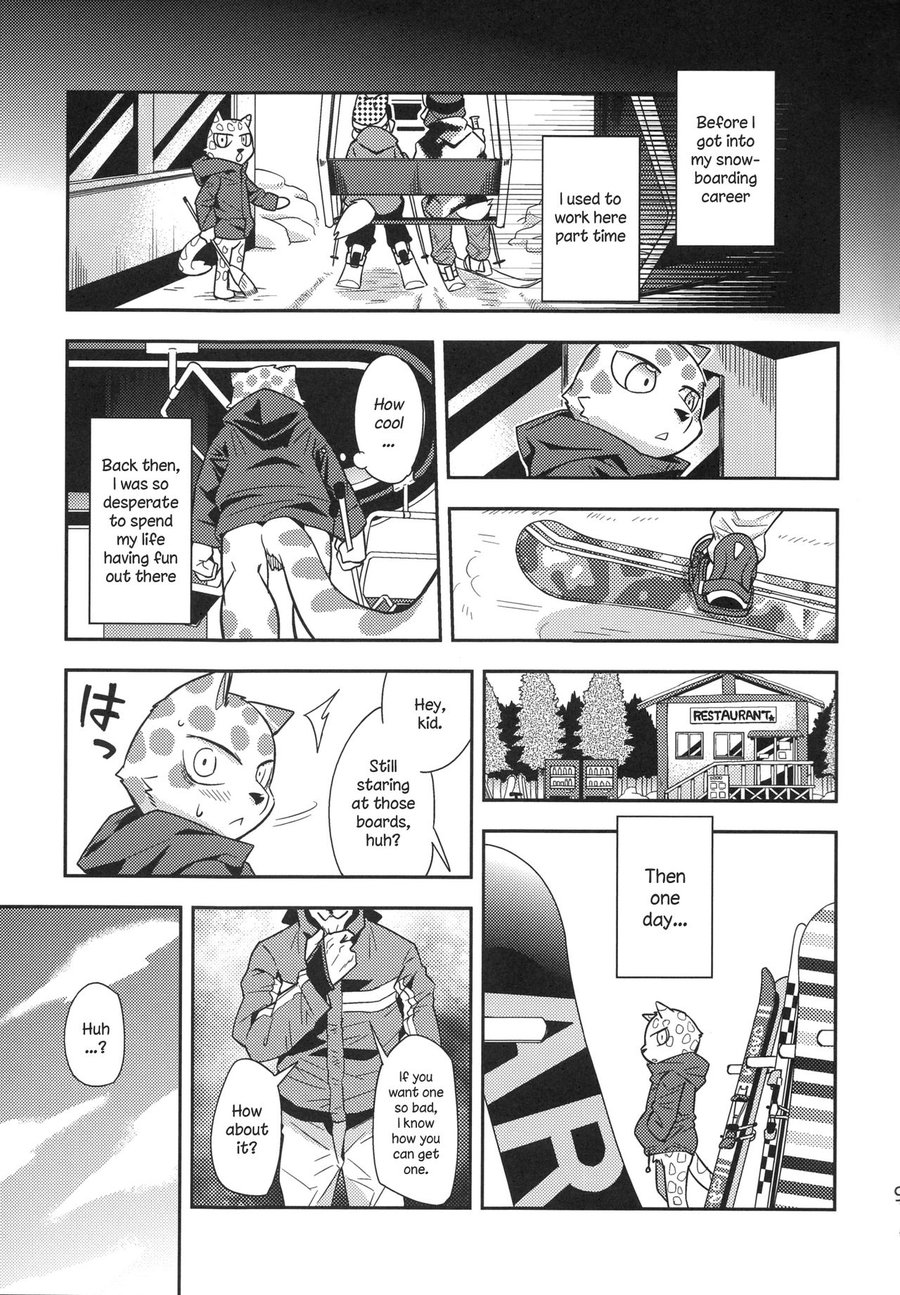 Before I
got into
my snow-
boarding
career
I used to
work here
part time
How
cool
...
Back then,
I was so
desperate
to spend
my life
having fun
out there
RESTAURANT
Then
one
day...
AR
Hey,
kid.
Still
staring
at those
boards,
huh?
はっ
If you
want one
so bad,
I know
how you
can get
one.
How
about
it?
Huh
...?